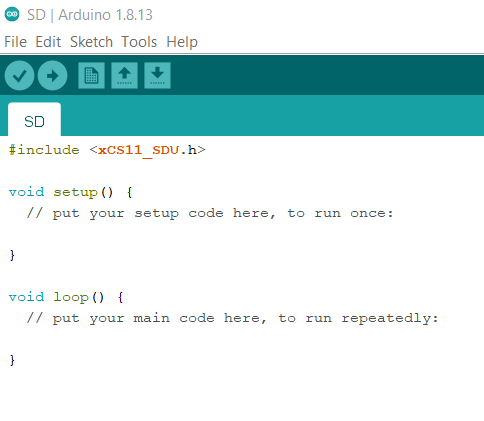 SD | Arduino 1.8.13
File Edit Sketch Tools Help
SD
#include <xCS11_SDU.h>
void setup() {
// put your setup code here, to run once:
}
void loop() {
// put your main code here, to run repeatedly:
}